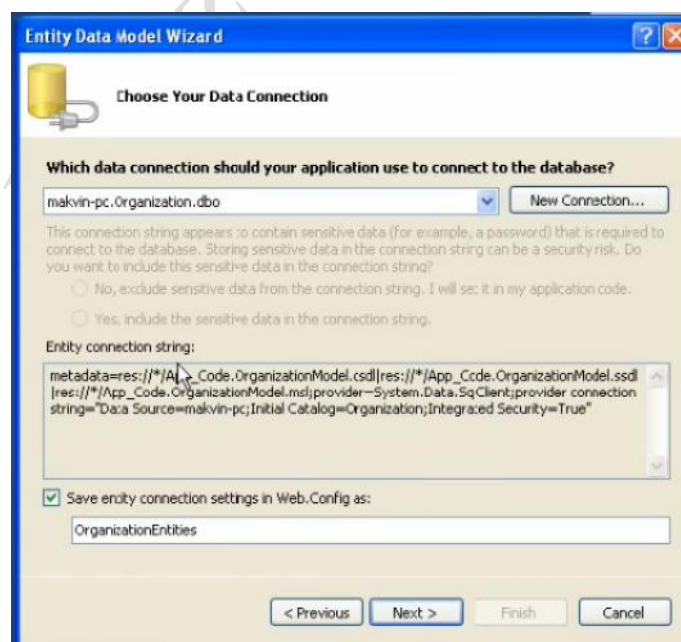 Entity Data Model Wizard
Choose Your Data Connection
Which data connection should your application use to connect to the database?
makvin-pc.Organization.dbo
New Connection...
This connection string appears to contain sensitive data (for example, a password) that is required to
connect to the database. Storing sensitive data in the connection string can be a security risk. Do
you want to include this sensitive data in the connection string?
No, exclude sensitive data from the connection string. I will set it in my application code.
Yes, include the sensitive data in the connection string.
Entity connection string:
metadata=res://*/App_Code.OrganizationModel.csdl|res://*/App_Code.OrganizationModel.ssdl
|res://*/App_Code.OrganizationModel.msl;provider=System.Data.SqlClient;provider connection
string="Data Source=makvin-pc;Initial Catalog=Organization;Integrated Security=True"
Save entity connection settings in Web.Config as:
OrganizationEntities
< Previous
Next >
Finish
Cancel